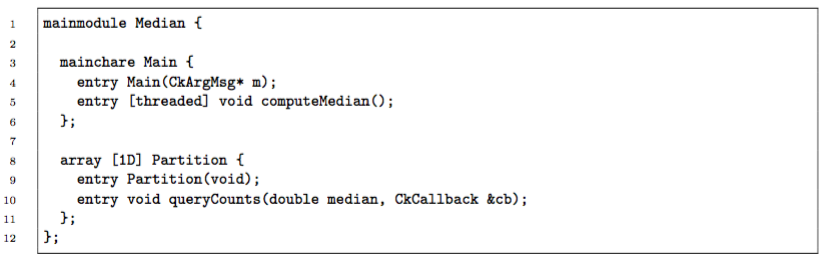 1 mainmodule Median {
2
3 mainchare Main {
4 entry Main(CkArgMsg* m);
5 entry [threaded] void computeMedian();
6 };
7
8 array [1D] Partition {
9 entry Partition(void);
10 entry void queryCounts(double median, CkCallback &cb);
11 };
12 };